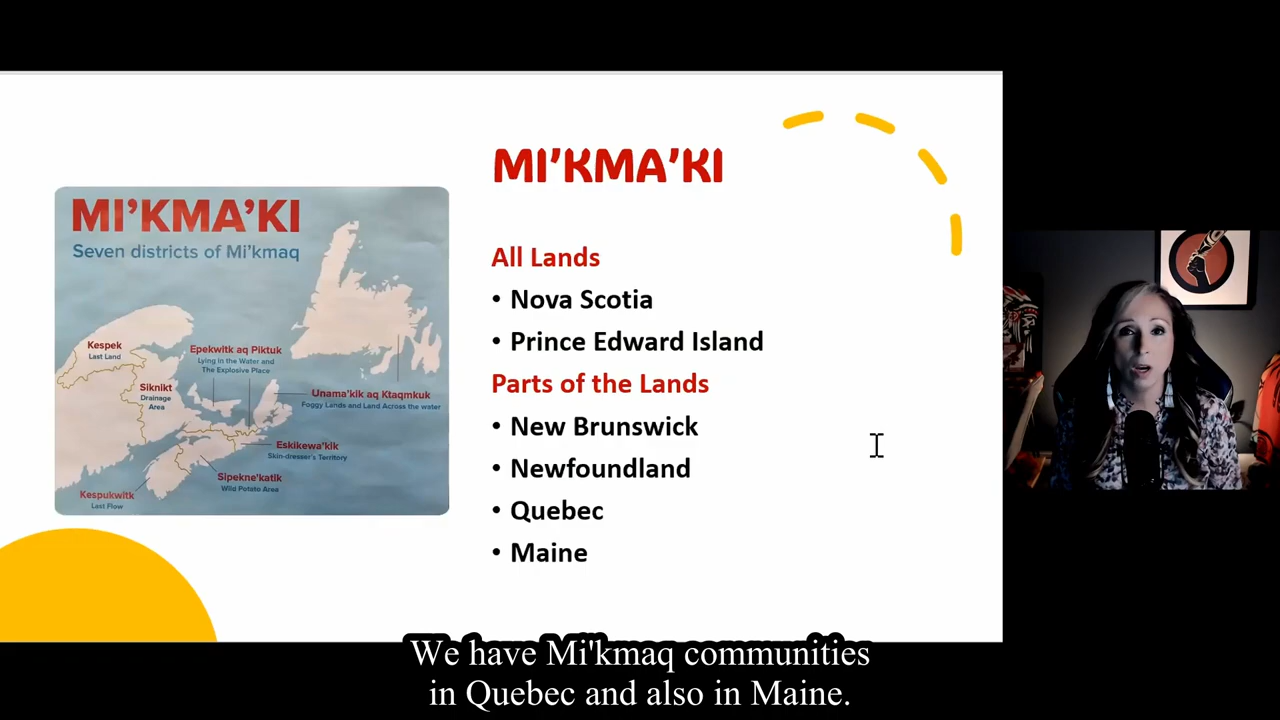 MI'KMA'KI
Seven districts of Mi'kmaq
Kespek
Last Land
Epekwitk aq Piktuk
Lying in the Water and
The Explosive Place
Siknikt
Drainage
Area
Unama'kik aq Ktaqmkuk
Foggy Lands and Land Across the water
Eskikewa'kik
Skin-dresser's Territory
Sipekne'katik
Wild Potato Area
Kespukwitk
Last Flow
MI'KMA'KI
All Lands
• Nova Scotia
• Prince Edward Island
Parts of the Lands
• New Brunswick
• Newfoundland
• Quebec
• Maine
We have Mi'kmaq communities
in Quebec and also in Maine.